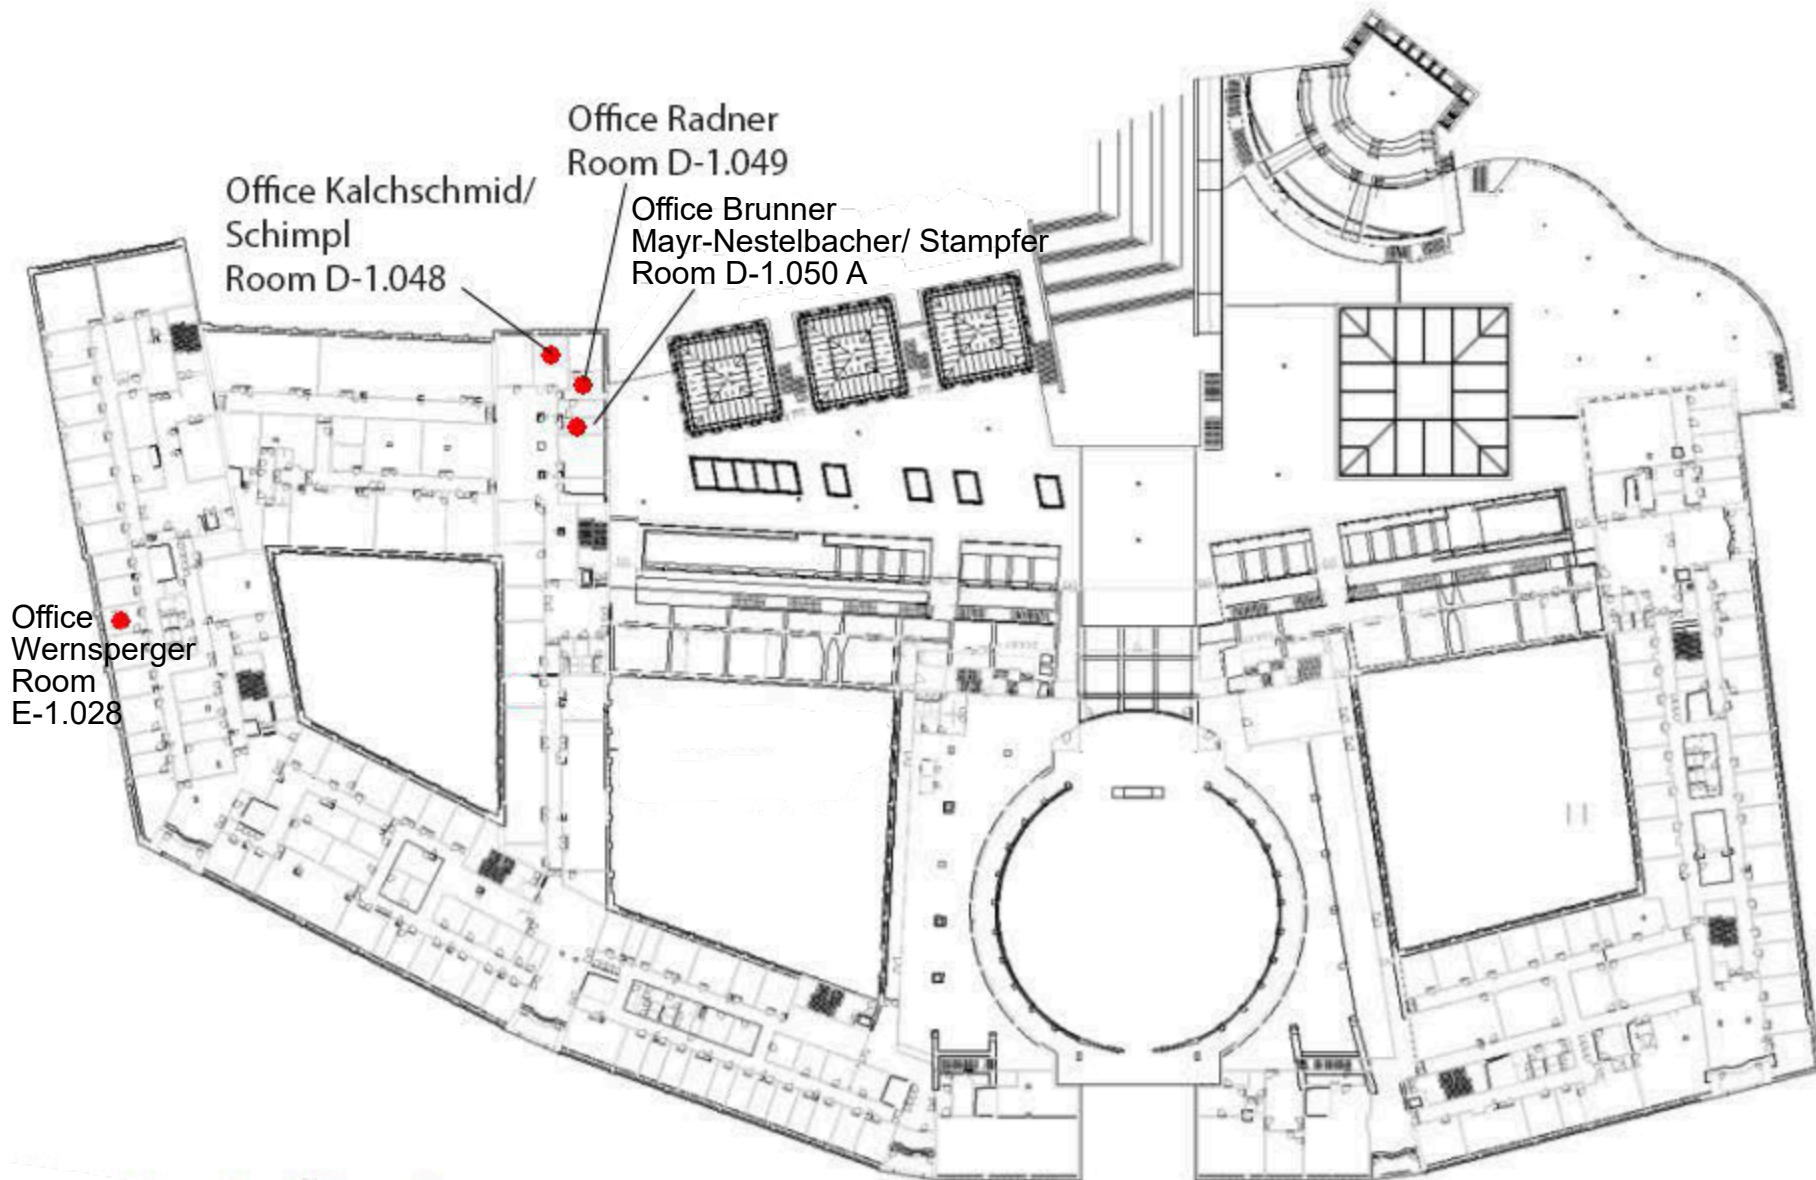 Office Radner
Room D-1.049
Office Kalchschmid/
Schimpl
Room D-1.048
Office Brunner
Mayr-Nestelbacher/ Stampfer
Room D-1.050 A
Office
Wernsperger
Room
E-1.028